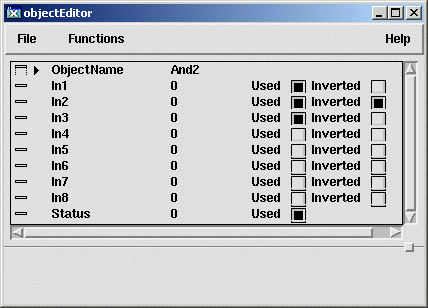 objectEditor
File Functions Help
ObjectName And2
In1 0 Used Inverted
In2 0 Used Inverted
In3 0 Used Inverted
In4 0 Used Inverted
In5 0 Used Inverted
In6 0 Used Inverted
In7 0 Used Inverted
In8 0 Used Inverted
Status 0 Used